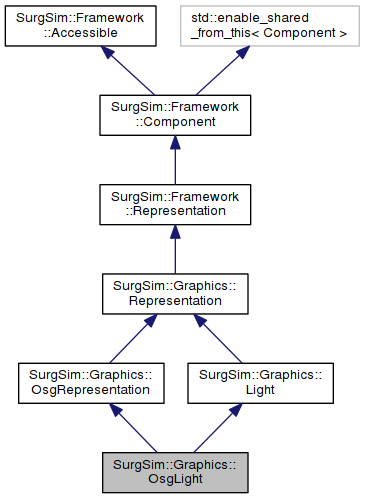 SurgSim::Framework
::Accessible
std::enable_shared
_from_this< Component >
SurgSim::Framework
::Component
SurgSim::Framework
::Representation
SurgSim::Graphics::
Representation
SurgSim::Graphics::
OsgRepresentation
SurgSim::Graphics::
Light
SurgSim::Graphics::
OsgLight